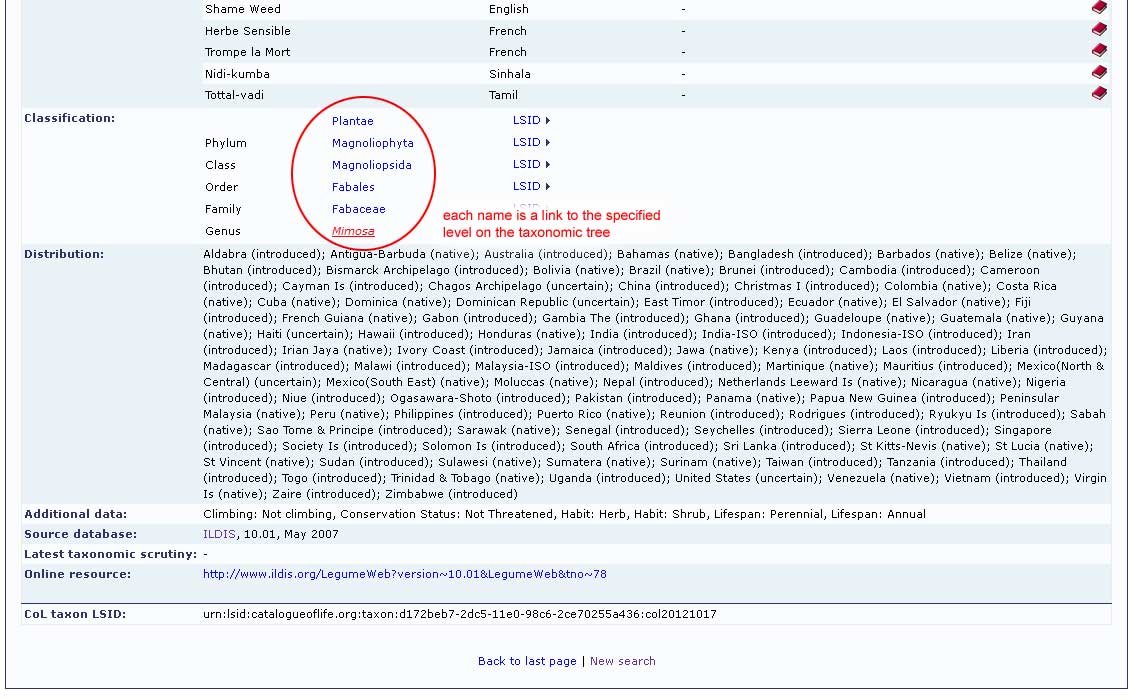 Shame Weed English -
Herbe Sensible French -
Trompe la Mort French -
Nidi-kumba Sinhala -
Tottal-vadi Tamil -
Classification: Plantae LSID
Phylum Magnoliophyta LSID
Class Magnoliopsida LSID
Order Fabales LSID
Family Fabaceae LSID
each name is a link to the specified
Genus Mimosa level on the taxonomic tree
Distribution: Aldabra (introduced); Antigua-Barbuda (native); Australia (introduced); Bahamas (native); Bangladesh (introduced); Barbados (native); Belize (native);
Bhutan (introduced); Bismarck Archipelago (introduced); Bolivia (native); Brazil (native); Brunei (introduced); Cambodia (introduced); Cameroon
(introduced); Cayman Is (introduced); Chagos Archipelago (uncertain); China (introduced); Christmas I (introduced); Colombia (native); Costa Rica
(native); Cuba (native); Dominica (native); Dominican Republic (uncertain); East Timor (introduced); Ecuador (native); El Salvador (native); Fiji
(introduced); French Guiana (native); Gabon (introduced); Gambia The (introduced); Ghana (introduced); Guadeloupe (native); Guatemala (native); Guyana
(native); Haiti (uncertain); Hawaii (introduced); Honduras (native); India (introduced); India-ISO (introduced); Indonesia-ISO (introduced); Iran
(introduced); Irian Jaya (native); Ivory Coast (introduced); Jamaica (introduced); Jawa (native); Kenya (introduced); Laos (introduced); Liberia (introduced);
Madagascar (introduced); Malawi (introduced); Malaysia-ISO (introduced); Maldives (introduced); Martinique (native); Mauritius (introduced); Mexico(North &
Central) (uncertain); Mexico(South East) (native); Moluccas (native); Nepal (introduced); Netherlands Leeward Is (native); Nicaragua (native); Nigeria
(introduced); Niue (introduced); Ogasawara-Shoto (introduced); Pakistan (introduced); Panama (native); Papua New Guinea (introduced); Peninsular
Malaysia (native); Peru (native); Philippines (introduced); Puerto Rico (native); Reunion (introduced); Rodrigues (introduced); Ryukyu Is (introduced); Sabah
(native); Sao Tome & Principe (introduced); Sarawak (native); Senegal (introduced); Seychelles (introduced); Sierra Leone (introduced); Singapore
(introduced); Society Is (introduced); Solomon Is (introduced); South Africa (introduced); Sri Lanka (introduced); St Kitts-Nevis (native); St Lucia (native);
St Vincent (native); Sudan (introduced); Sulawesi (native); Sumatera (native); Surinam (native); Taiwan (introduced); Tanzania (introduced); Thailand
(introduced); Togo (introduced); Trinidad & Tobago (native); Uganda (introduced); United States (uncertain); Venezuela (native); Vietnam (introduced); Virgin
Is (native); Zaire (introduced); Zimbabwe (introduced)
Additional data: Climbing: Not climbing, Conservation Status: Not Threatened, Habit: Herb, Habit: Shrub, Lifespan: Perennial, Lifespan: Annual
Source database: ILDIS, 10.01, May 2007
Latest taxonomic scrutiny: -
Online resource: http://www.ildis.org/LegumeWeb?version~10.01&LegumeWeb&tno~78
CoL taxon LSID: urn:lsid:catalogueoflife.org:taxon:d172beb7-2dc5-11e0-98c6-2ce70255a436:col20121017
Back to last page | New search